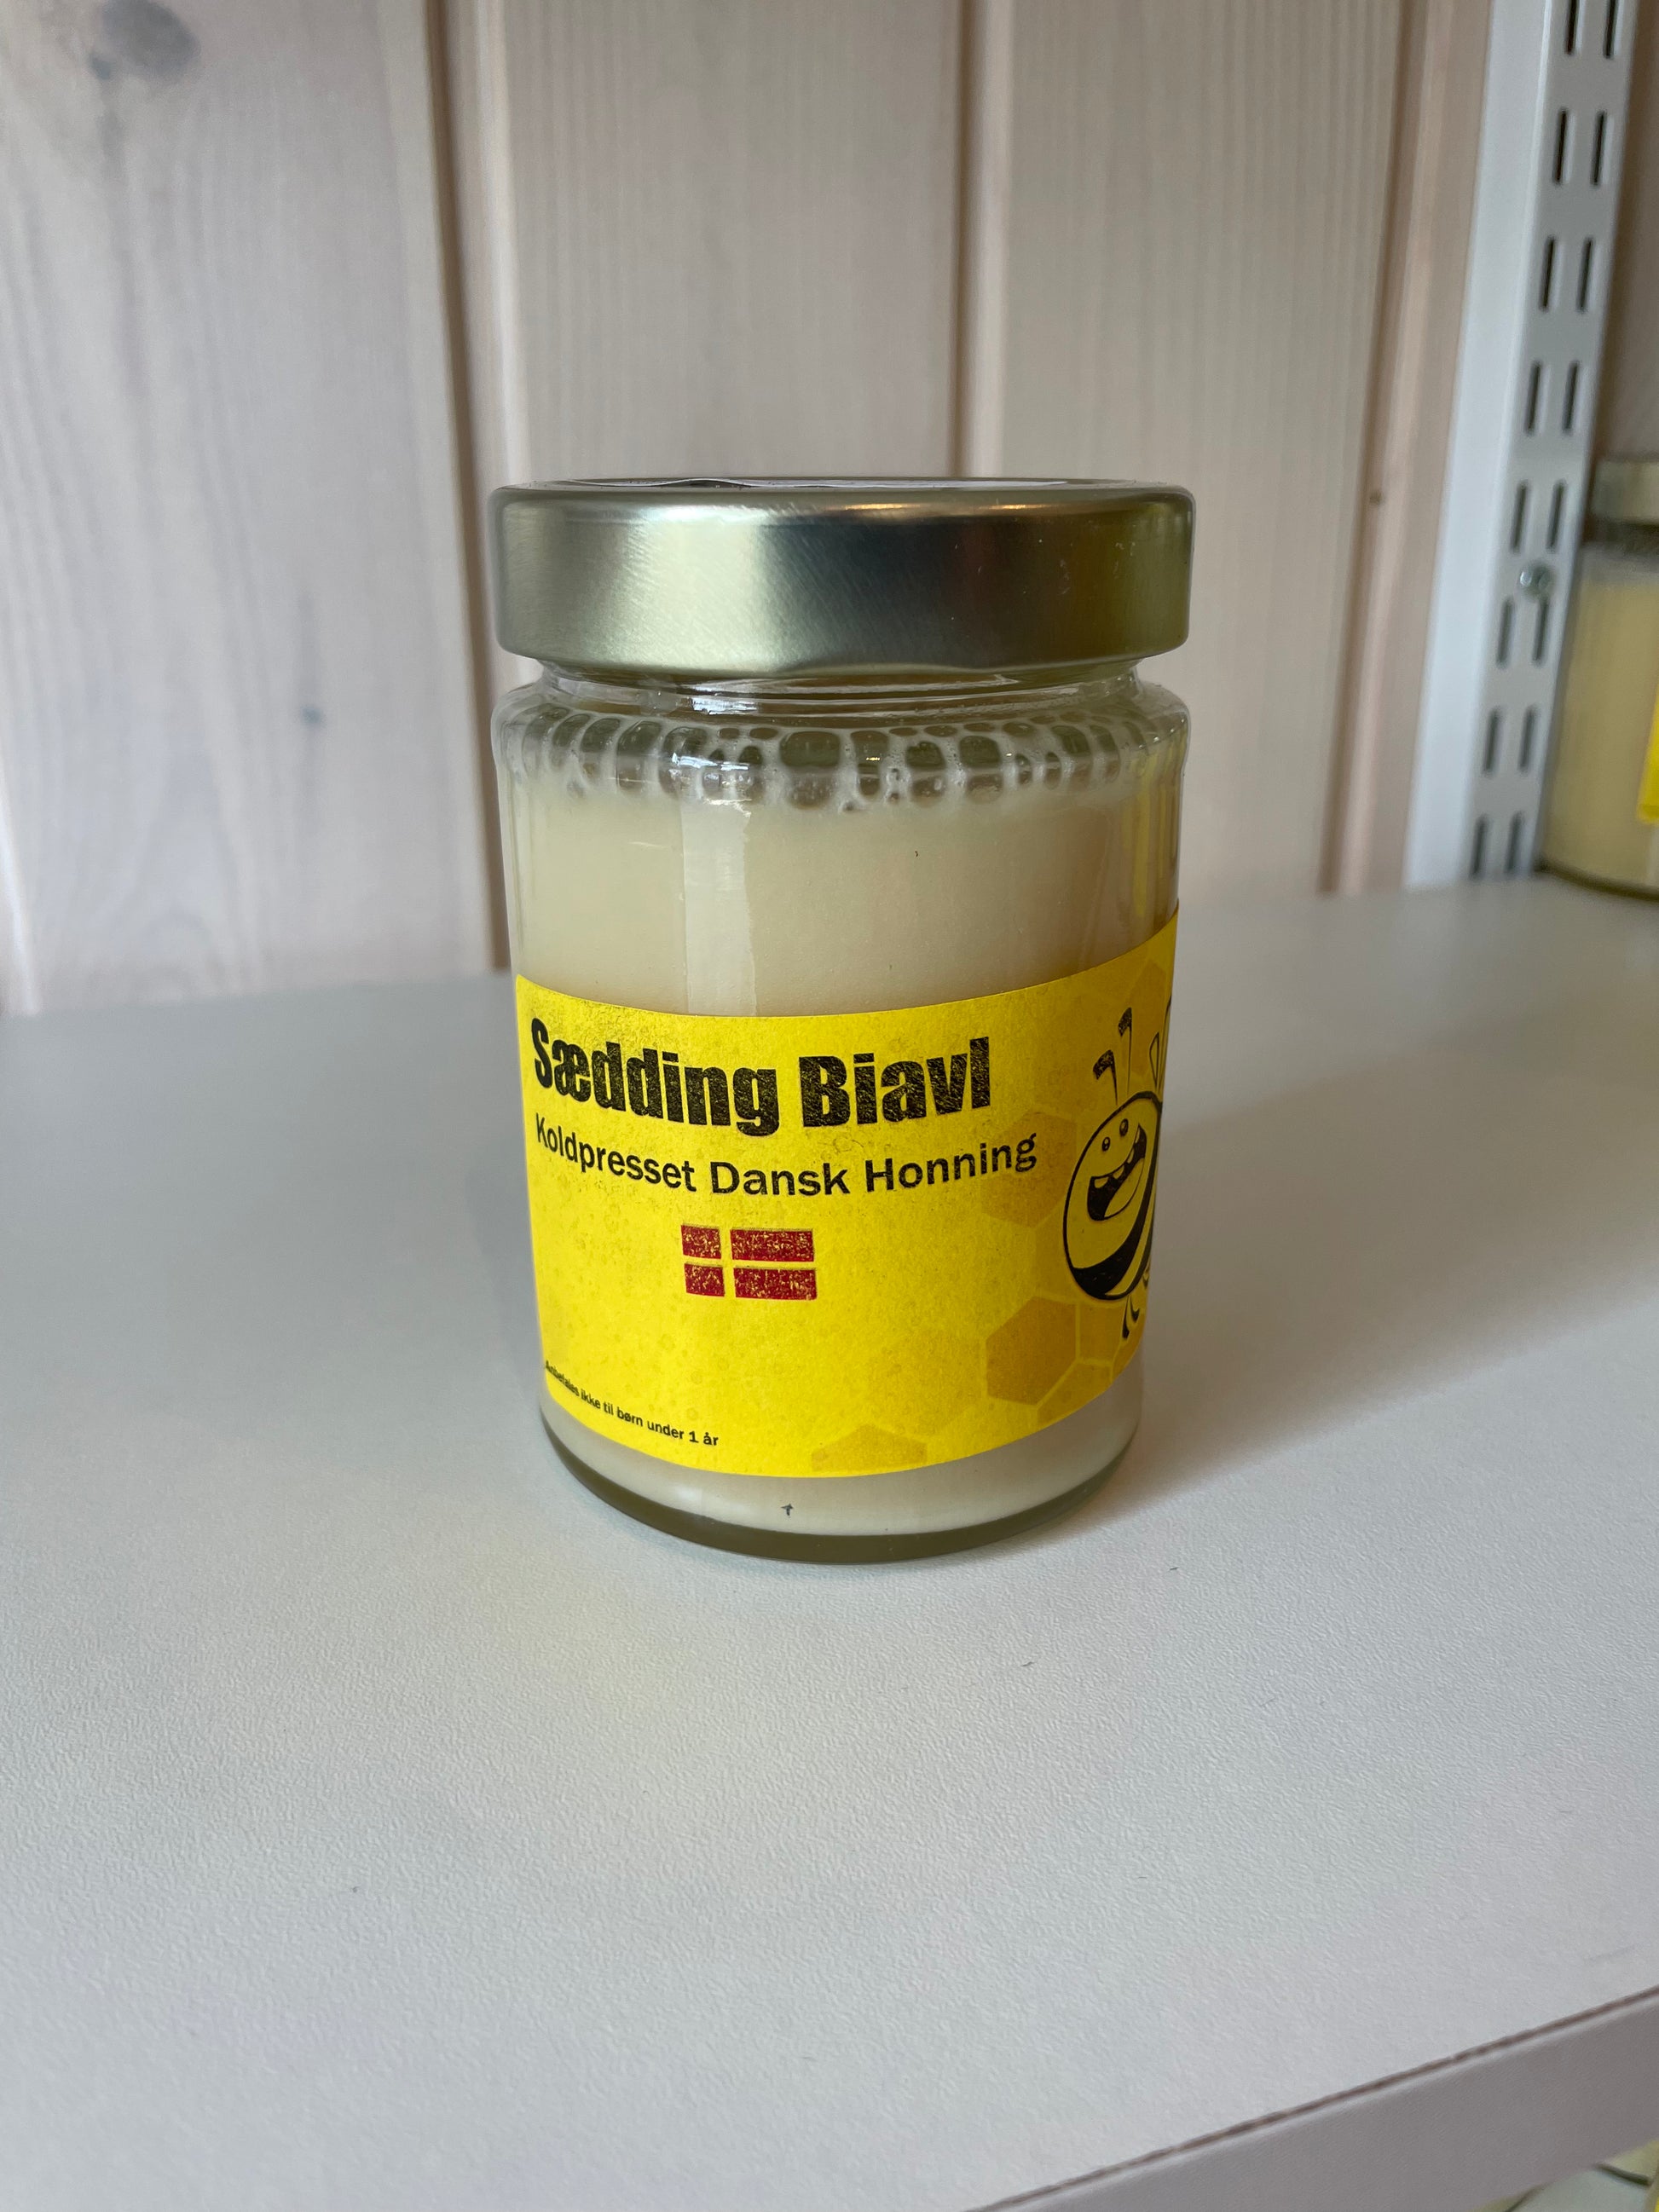 Sædding Biavl
Koldpresset Dansk Honning
Anbefales ikke til børn under 1 år